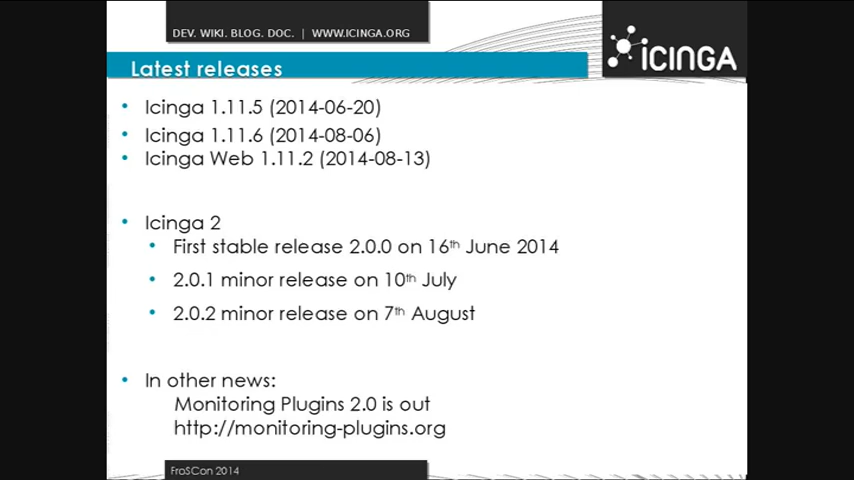 DEV. WIKI. BLOG. DOC. | WWW.ICINGA.ORG
ICINGA
Latest releases
• Icinga 1.11.5 (2014-06-20)
• Icinga 1.11.6 (2014-08-06)
• Icinga Web 1.11.2 (2014-08-13)
• Icinga 2
• First stable release 2.0.0 on 16th June 2014
• 2.0.1 minor release on 10th July
• 2.0.2 minor release on 7th August
• In other news:
Monitoring Plugins 2.0 is out
http://monitoring-plugins.org
FroSCon 2014